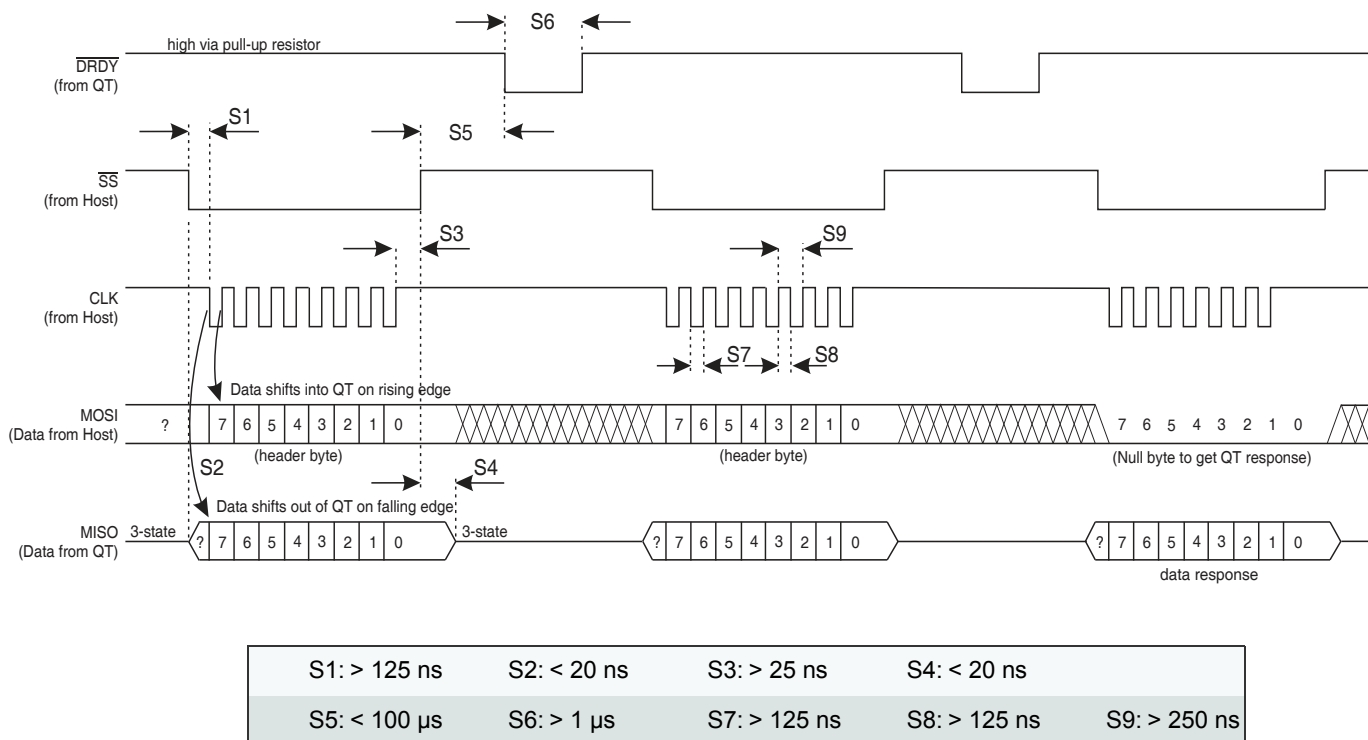 S6
high via pull-up resistor
DRDY
(from QT)
S1
S5
SS
(from Host)
S3
S9
CLK
(from Host)
S7
S8
Data shifts into QT on rising edge
MOSI
(Data from Host)
? 7 6 5 4 3 2 1 0
7 6 5 4 3 2 1 0
7 6 5 4 3 2 1 0
(header byte)
(header byte)
(Null byte to get QT response)
S2
S4
Data shifts out of QT on falling edge
MISO
(Data from QT)
3-state
? 7 6 5 4 3 2 1 0
3-state
? 7 6 5 4 3 2 1 0
? 7 6 5 4 3 2 1 0
data response
S1: > 125 ns S2: < 20 ns S3: > 25 ns S4: < 20 ns
S5: < 100 µs S6: > 1 µs S7: > 125 ns S8: > 125 ns S9: > 250 ns